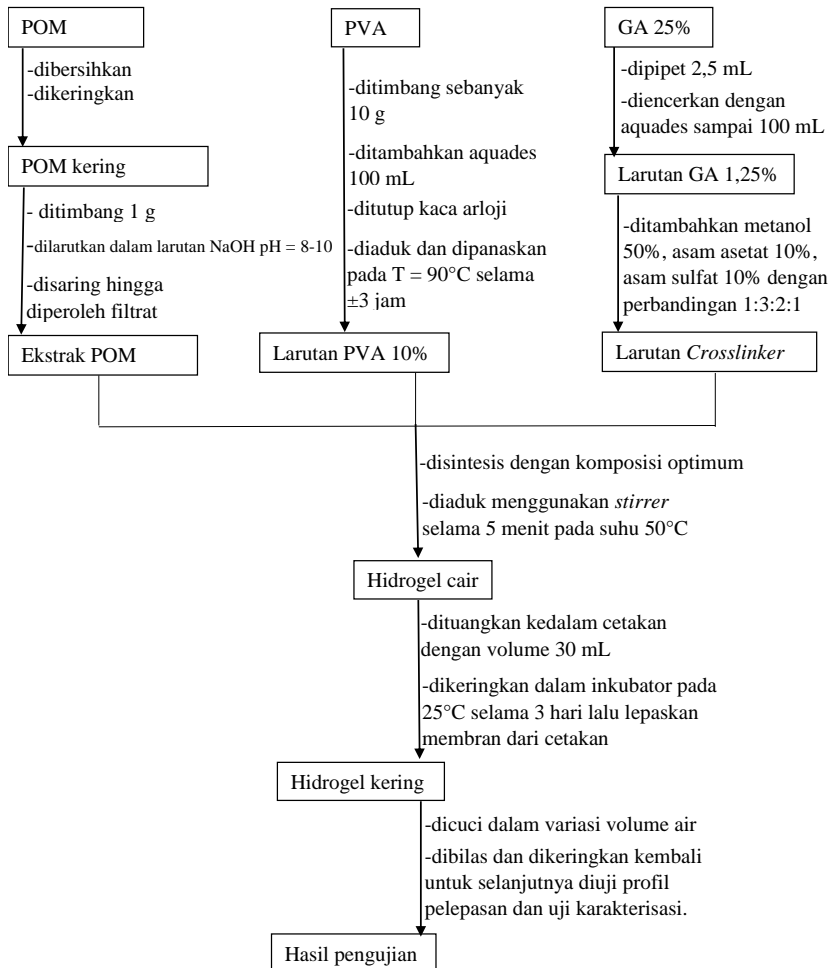 POM
-dibersihkan
-dikeringkan
POM kering
- ditimbang 1 g
-dilarutkan dalam larutan NaOH pH = 8-10
-disaring hingga
diperoleh filtrat
Ekstrak POM
PVA
-ditimbang sebanyak
10 g
-ditambahkan aquades
100 mL
-ditutup kaca arloji
-diaduk dan dipanaskan
pada T = 90°C selama
±3 jam
Larutan PVA 10%
GA 25%
-dipipet 2,5 mL
-diencerkan dengan
aquades sampai 100 mL
Larutan GA 1,25%
-ditambahkan metanol
50%, asam asetat 10%,
asam sulfat 10% dengan
perbandingan 1:3:2:1
Larutan Crosslinker
-disintesis dengan komposisi optimum
-diaduk menggunakan stirrer
selama 5 menit pada suhu 50°C
Hidrogel cair
-dituangkan kedalam cetakan
dengan volume 30 mL
-dikeringkan dalam inkubator pada
25°C selama 3 hari lalu lepaskan
membran dari cetakan
Hidrogel kering
-dicuci dalam variasi volume air
-dibilas dan dikeringkan kembali
untuk selanjutnya diuji profil
pelepasan dan uji karakterisasi.
Hasil pengujian